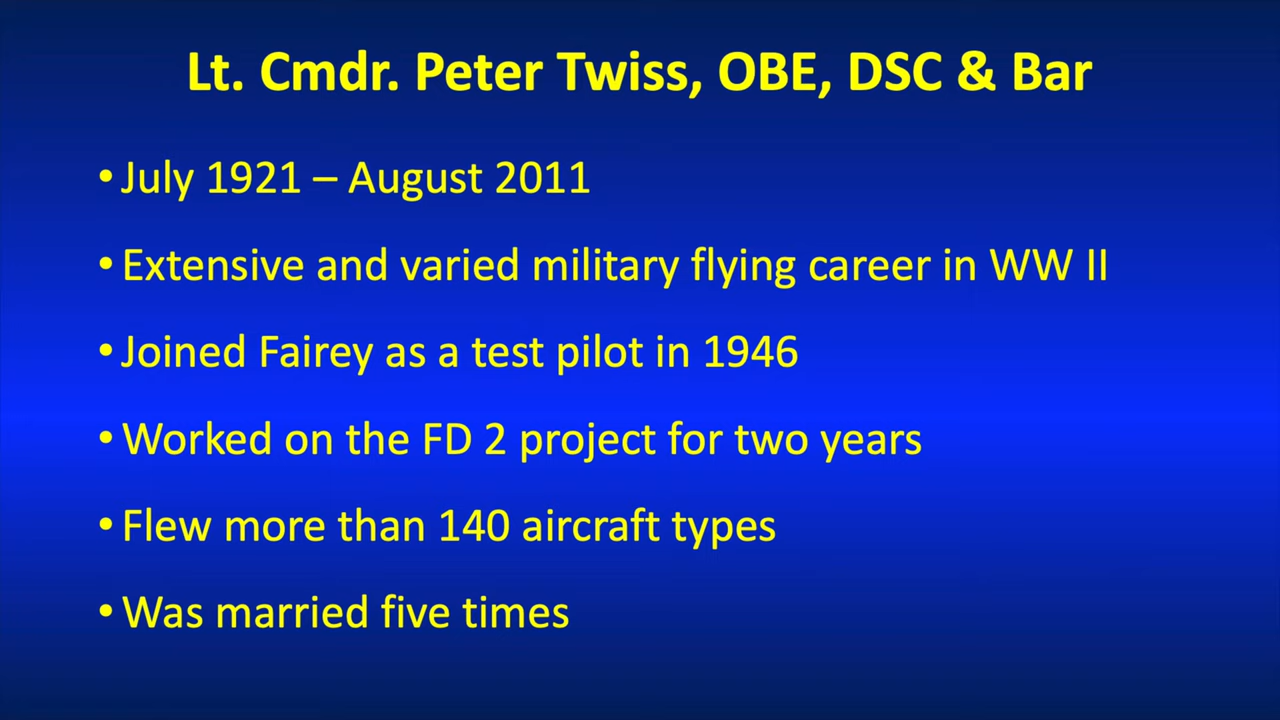 Lt. Cmdr. Peter Twiss, OBE, DSC & Bar
• July 1921 – August 2011
• Extensive and varied military flying career in WW II
• Joined Fairey as a test pilot in 1946
• Worked on the FD 2 project for two years
• Flew more than 140 aircraft types
• Was married five times